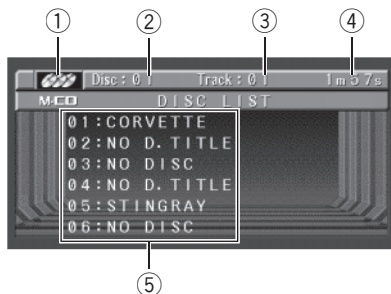 ① ② ③ ④
Disc : 01 Track : 01 1m57s
M-CD DISC LIST
01:CORVETTE
02:NO D. TITLE
03:NO DISC
04:NO D. TITLE
05:STINGRAY
06:NO DISC
⑤